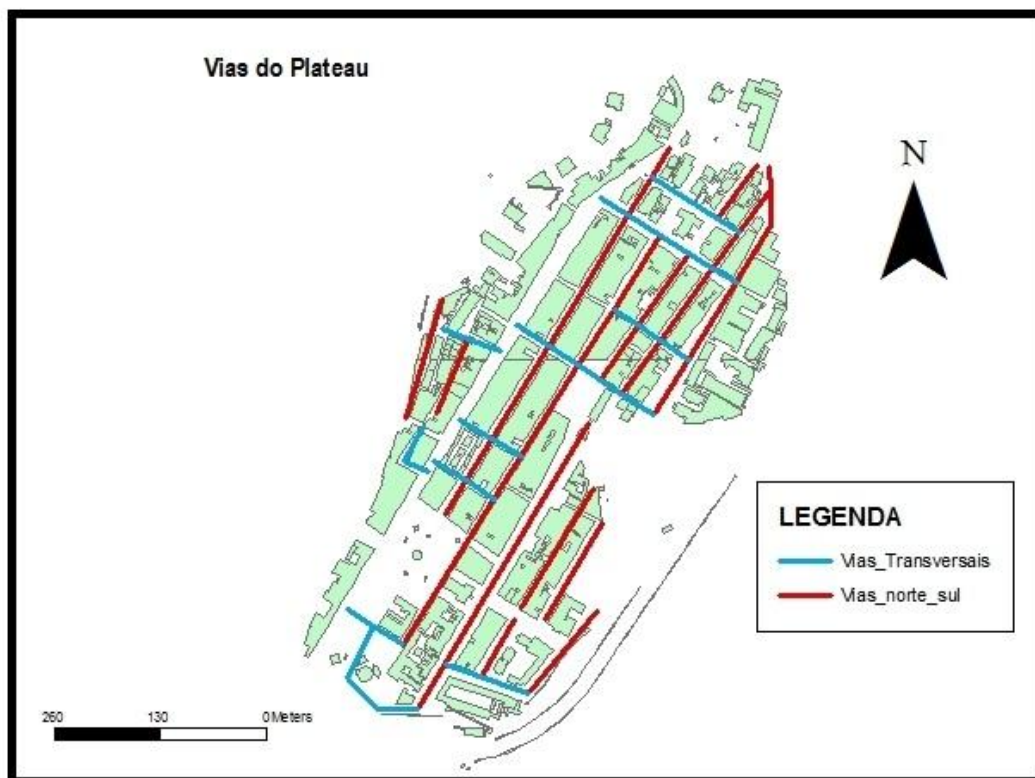 Vias do Plateau
N
LEGENDA
Vias_Transversais
Vias_norte_sul
260 130 0 Meters